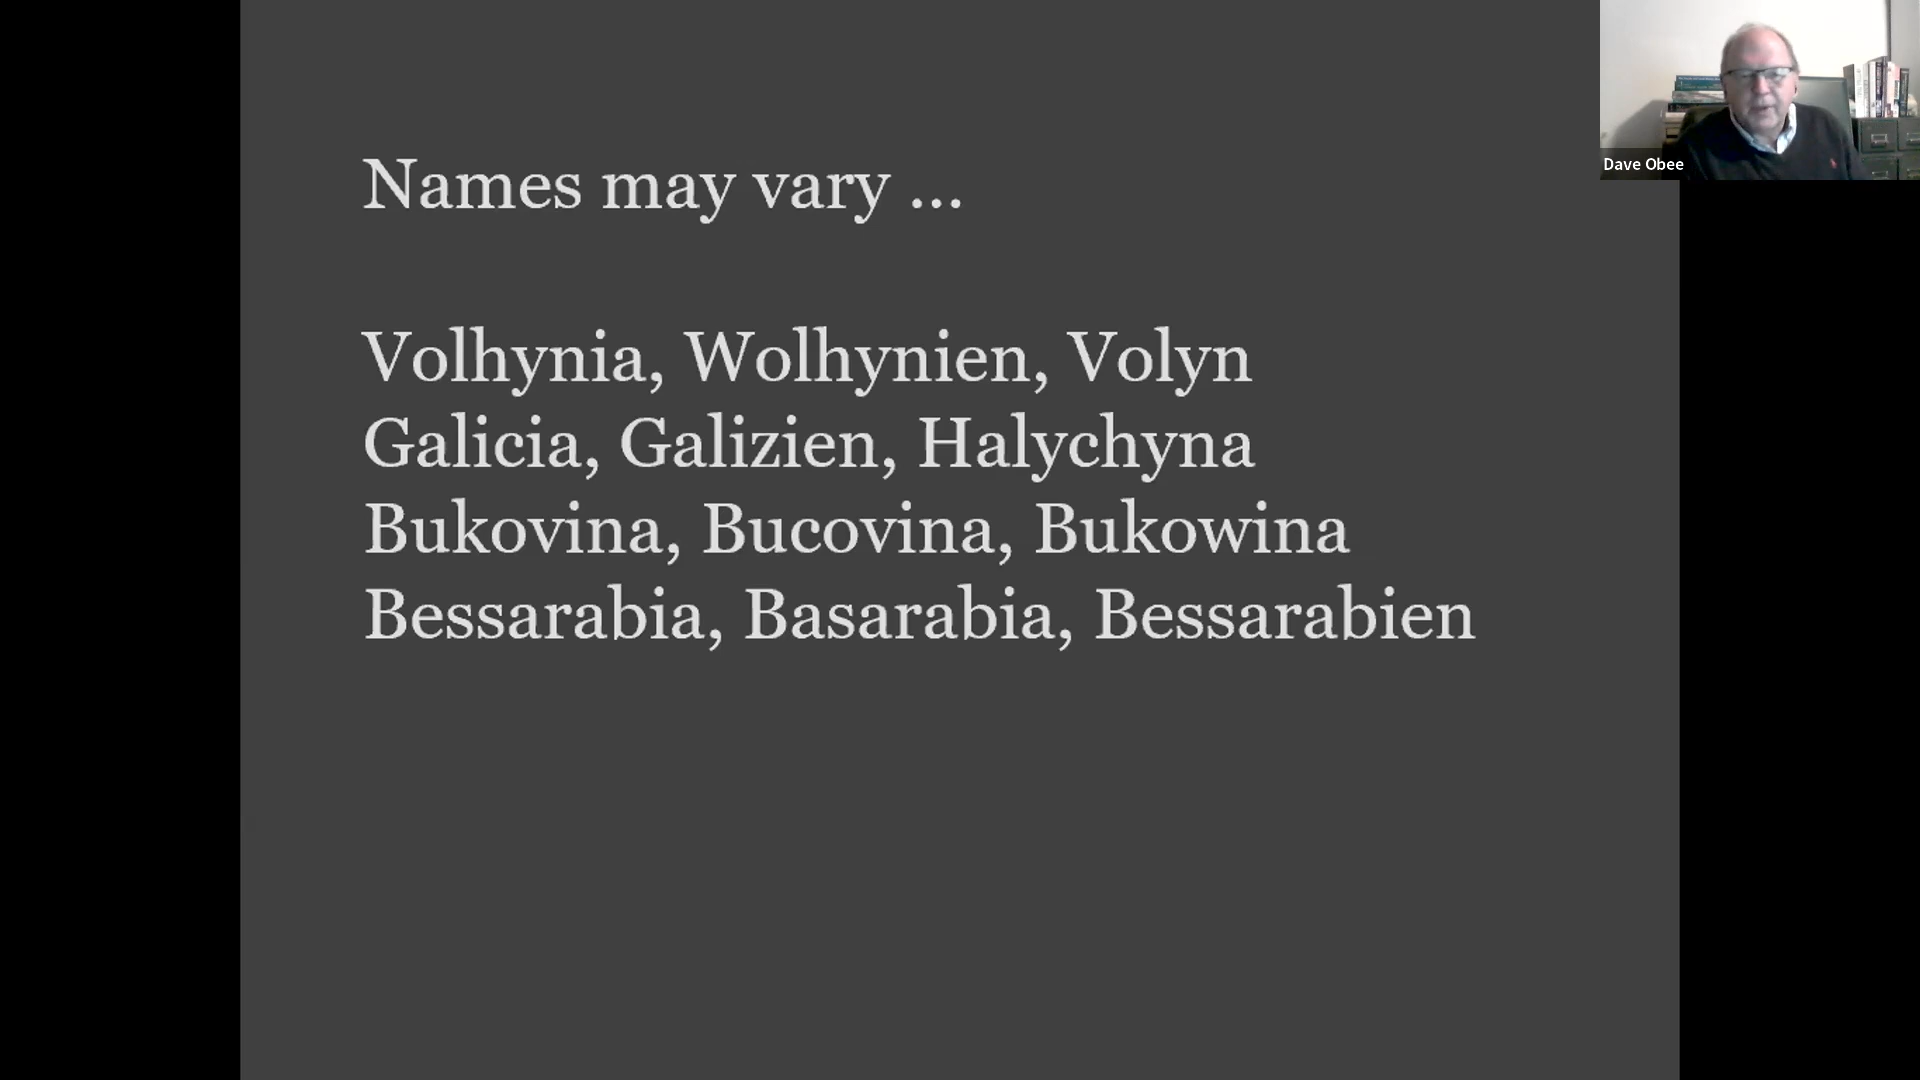 Names may vary ...
Volhynia, Wolhynien, Volyn
Galicia, Galizien, Halychyna
Bukovina, Bucovina, Bukowina
Bessarabia, Basarabia, Bessarabien
Dave Obee